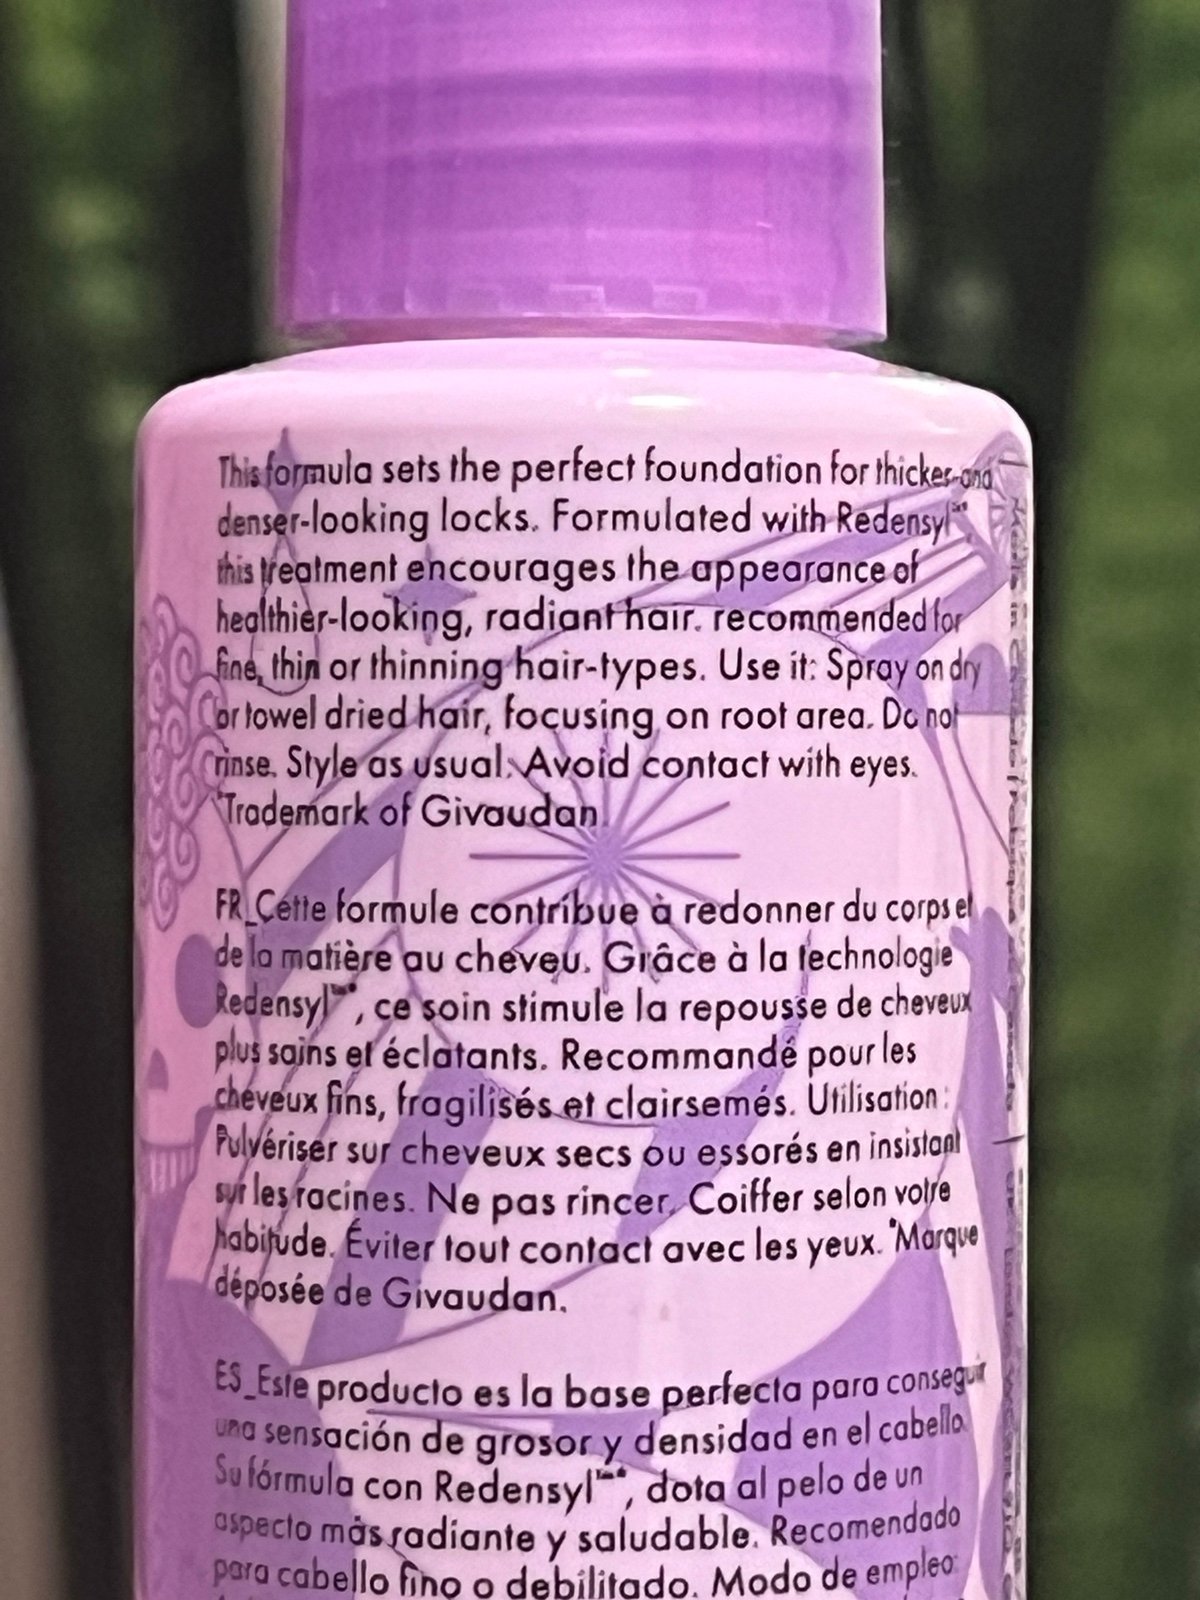 This formula sets the perfect foundation for thicker-and
denser-looking locks. Formulated with Redensyl™*
this treatment encourages the appearance of
healthier-looking, radiant hair. recommended for
fine, thin or thinning hair-types. Use it: Spray on dry
or towel dried hair, focusing on root area. Do not
rinse. Style as usual. Avoid contact with eyes.
*Trademark of Givaudan.
FR_Cette formule contribue à redonner du corps et
de la matière au cheveu. Grâce à la technologie
Redensyl™*, ce soin stimule la repousse de cheveux
plus sains et éclatants. Recommandé pour les
cheveux fins, fragilisés et clairsemés. Utilisation:
Pulvériser sur cheveux secs ou essorés en insistant
sur les racines. Ne pas rincer. Coiffer selon votre
habitude. Éviter tout contact avec les yeux. *Marque
déposée de Givaudan.
ES_Este producto es la base perfecta para conseguir
una sensación de grosor y densidad en el cabello.
Su fórmula con Redensyl™*, dota al pelo de un
aspecto más radiante y saludable. Recomendado
para cabello fino o debilitado. Modo de empleo: